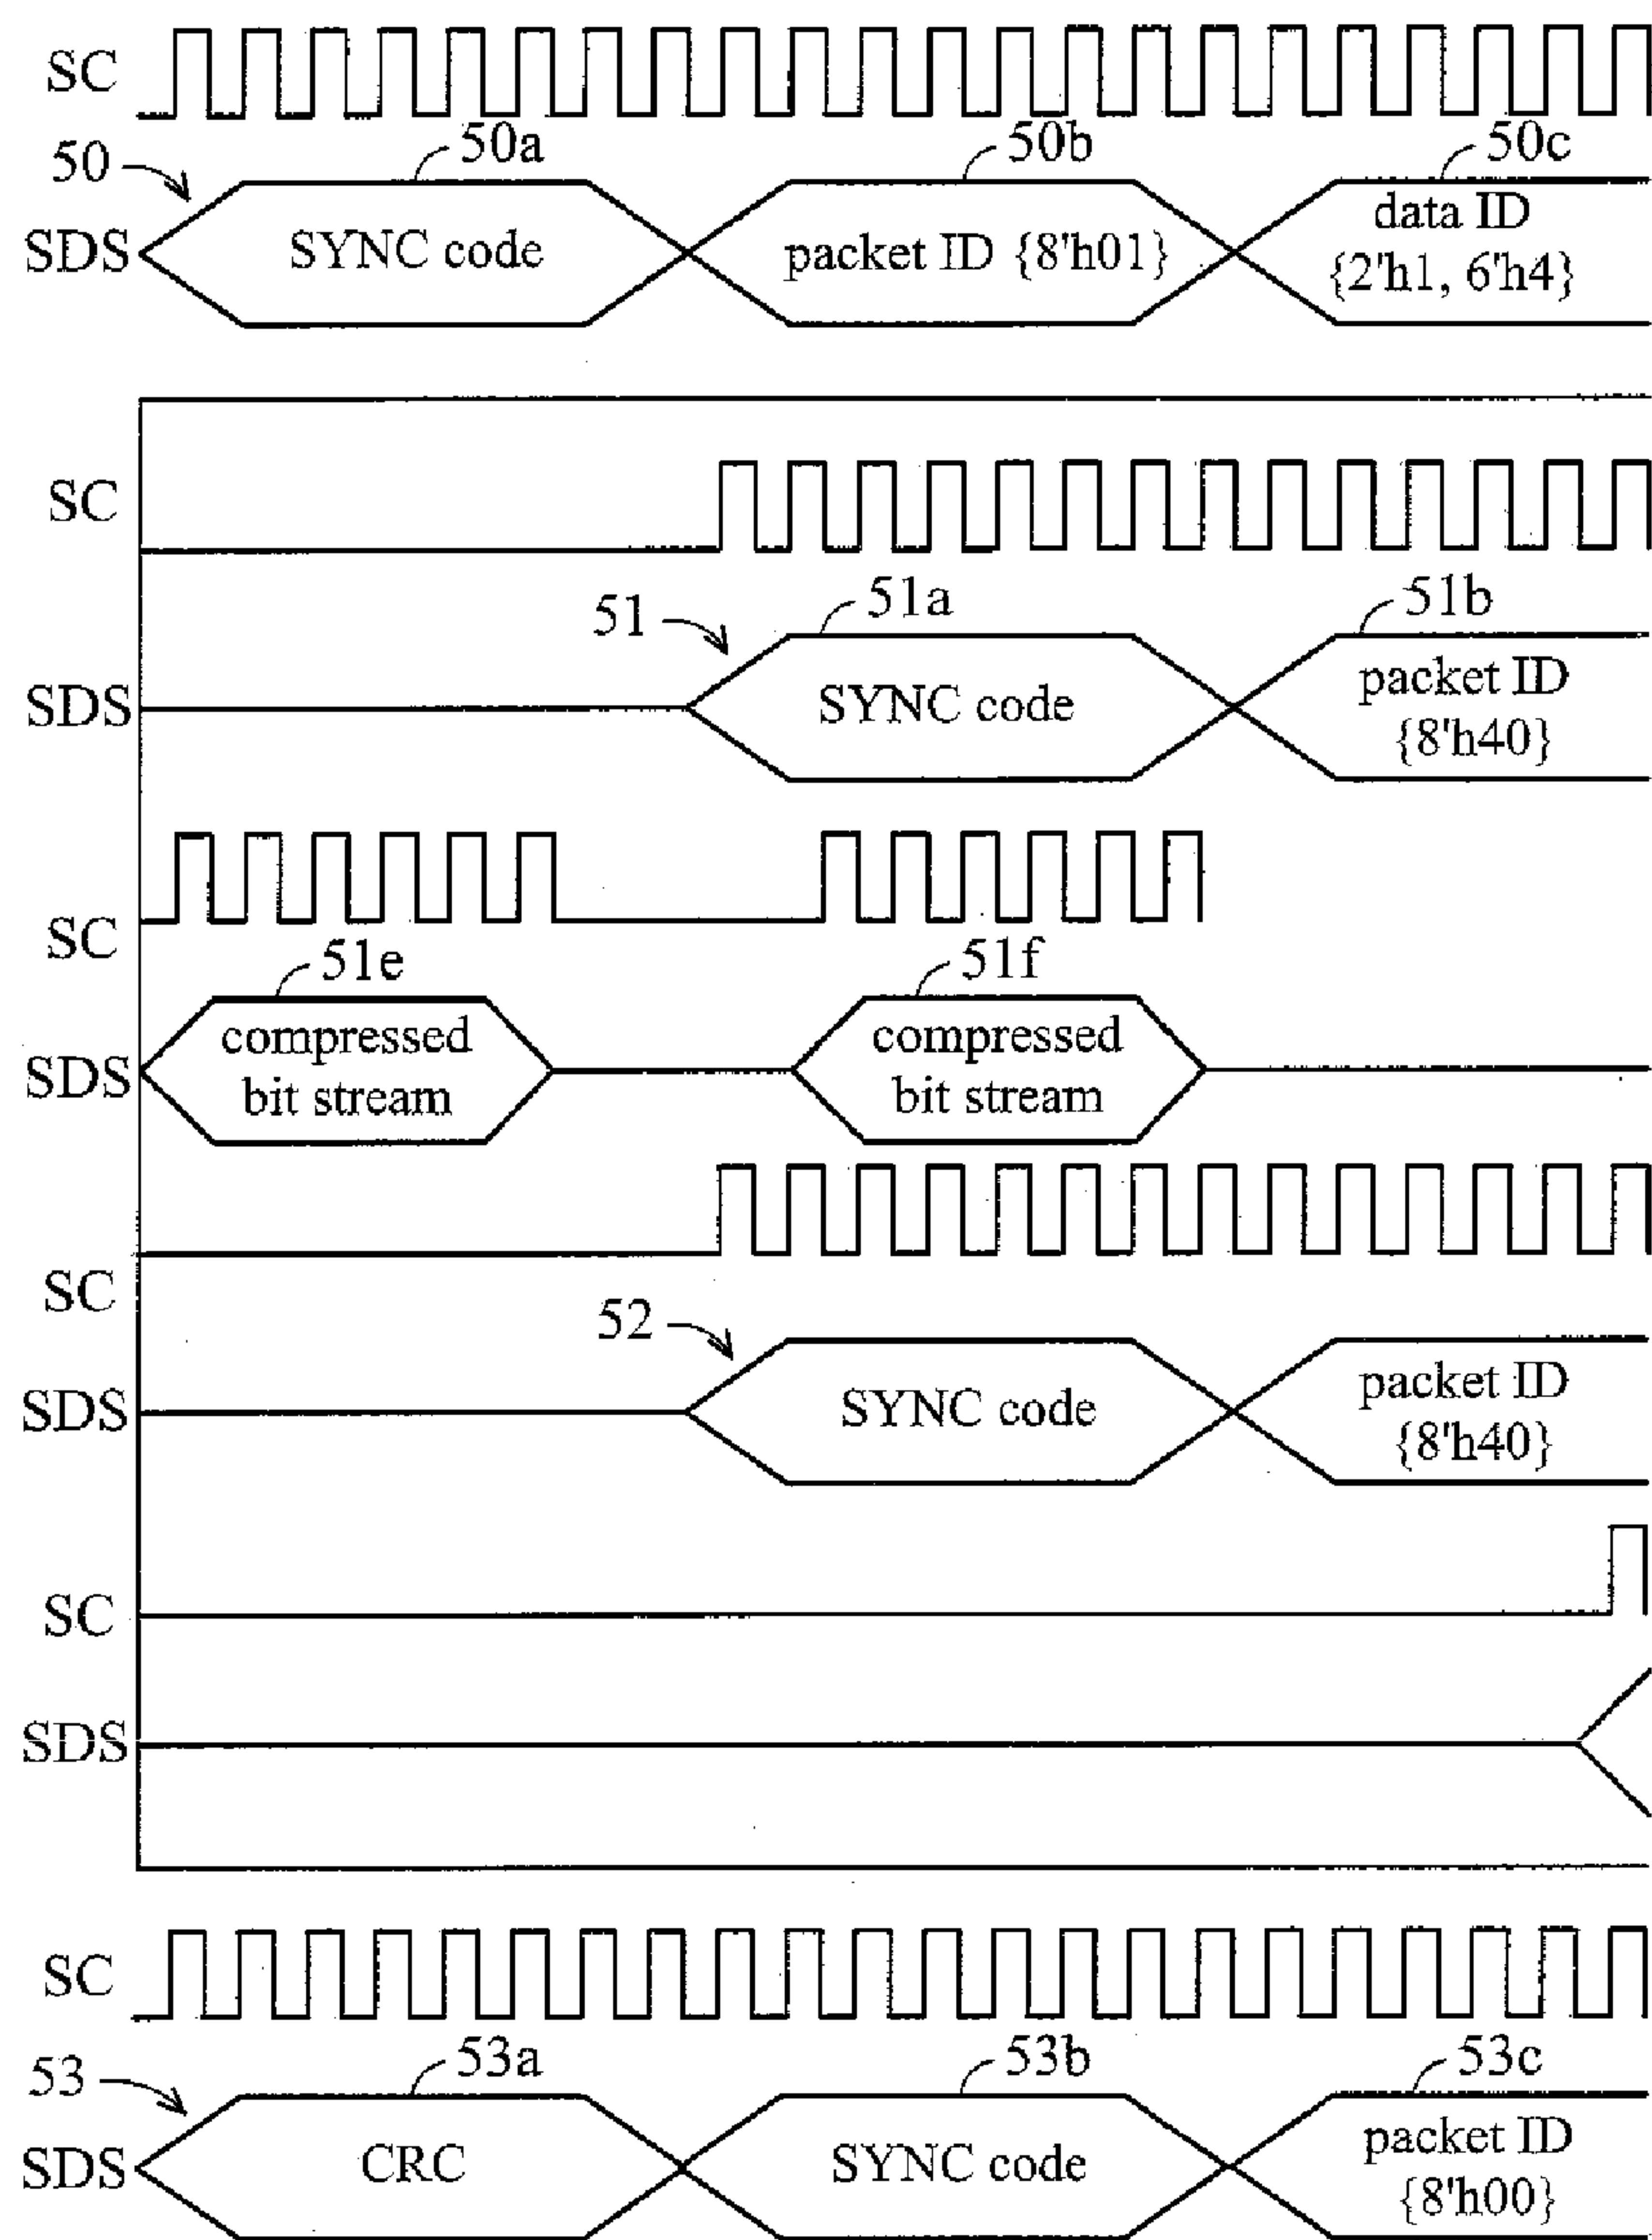 SC
50
50a
50b
50c
SDS
SYNC code
packet ID {8'h01}
data ID
{2'h1, 6'h4}
SC
51
51a
51b
SDS
SYNC code
packet ID
{8'h40}
SC
51e
51f
SDS
compressed
bit stream
compressed
bit stream
SC
52
SDS
SYNC code
packet ID
{8'h40}
SC
SDS
SC
53
53a
53b
53c
SDS
CRC
SYNC code
packet ID
{8'h00}